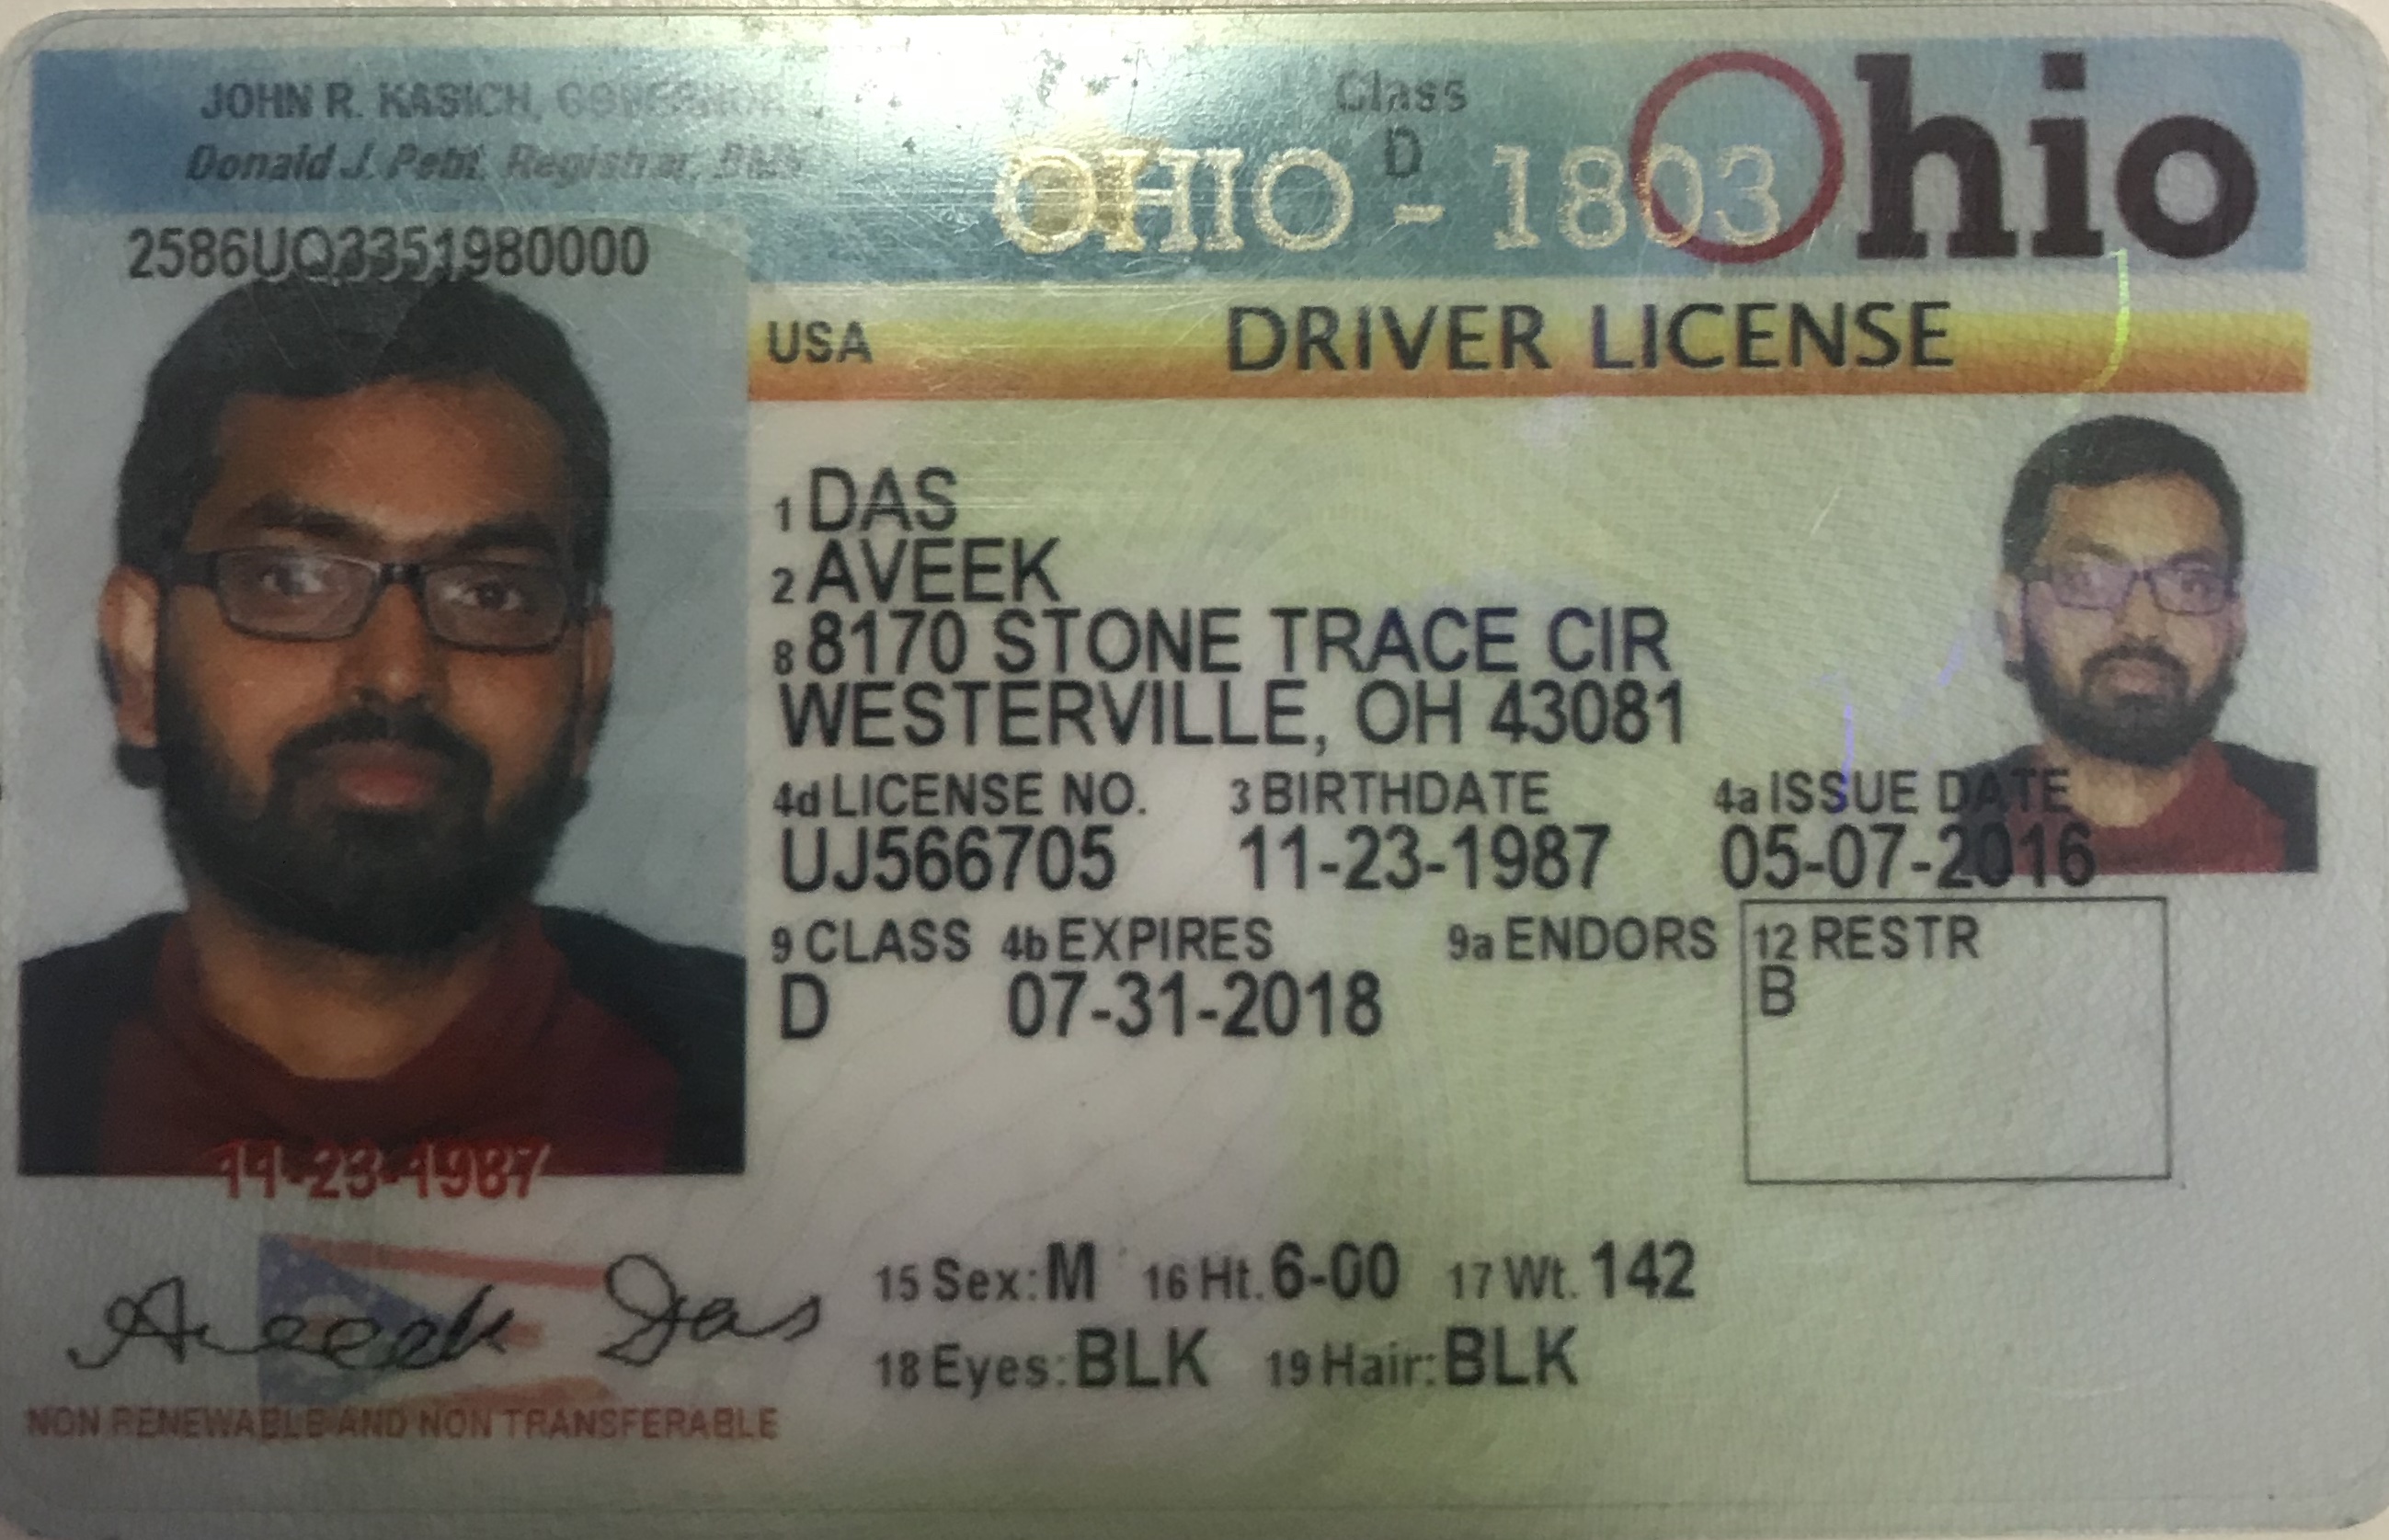 JOHN R. KASICH, GOVERNOR
Donald J. Petit, Registrar, BMV
Class
D
Ohio
OHIO - 1803
2586UQ3351980000
USA
DRIVER LICENSE
1 DAS
2 AVEEK
8 8170 STONE TRACE CIR
WESTERVILLE, OH 43081
4d LICENSE NO. 3 BIRTHDATE 4a ISSUE DATE
UJ566705 11-23-1987 05-07-2016
9 CLASS 4b EXPIRES 9a ENDORS 12 RESTR
D 07-31-2018 B
11-23-1987
Aveek Das
15 Sex: M 16 Ht. 6-00 17 Wt. 142
18 Eyes: BLK 19 Hair: BLK
NON RENEWABLE AND NON TRANSFERABLE